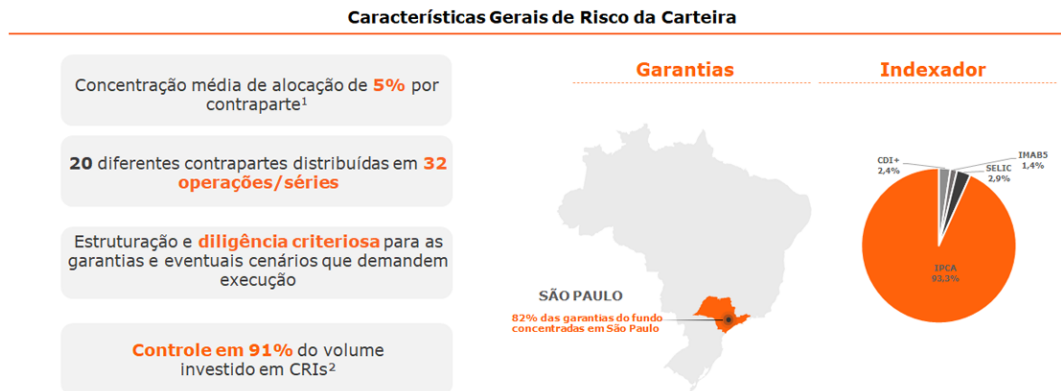 Características Gerais de Risco da Carteira
Concentração média de alocação de 5% por
contraparte¹
20 diferentes contrapartes distribuídas em 32
operações/séries
Estruturação e diligência criteriosa para as
garantias e eventuais cenários que demandem
execução
Controle em 91% do volume
investido em CRIs²
Garantias
SÃO PAULO
82% das garantias do fundo
concentradas em São Paulo
Indexador
CDI+
2,4%
IMAB5
1,4%
SELIC
2,9%
IPCA
93,3%